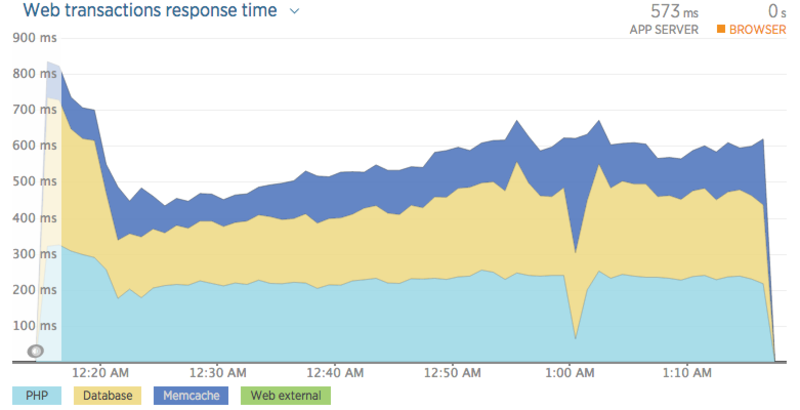 Web transactions response time
573 ms
APP SERVER
0 s
BROWSER
900 ms
800 ms
700 ms
600 ms
500 ms
400 ms
300 ms
200 ms
100 ms
12:20 AM 12:30 AM 12:40 AM 12:50 AM 1:00 AM 1:10 AM
PHP Database Memcache Web external